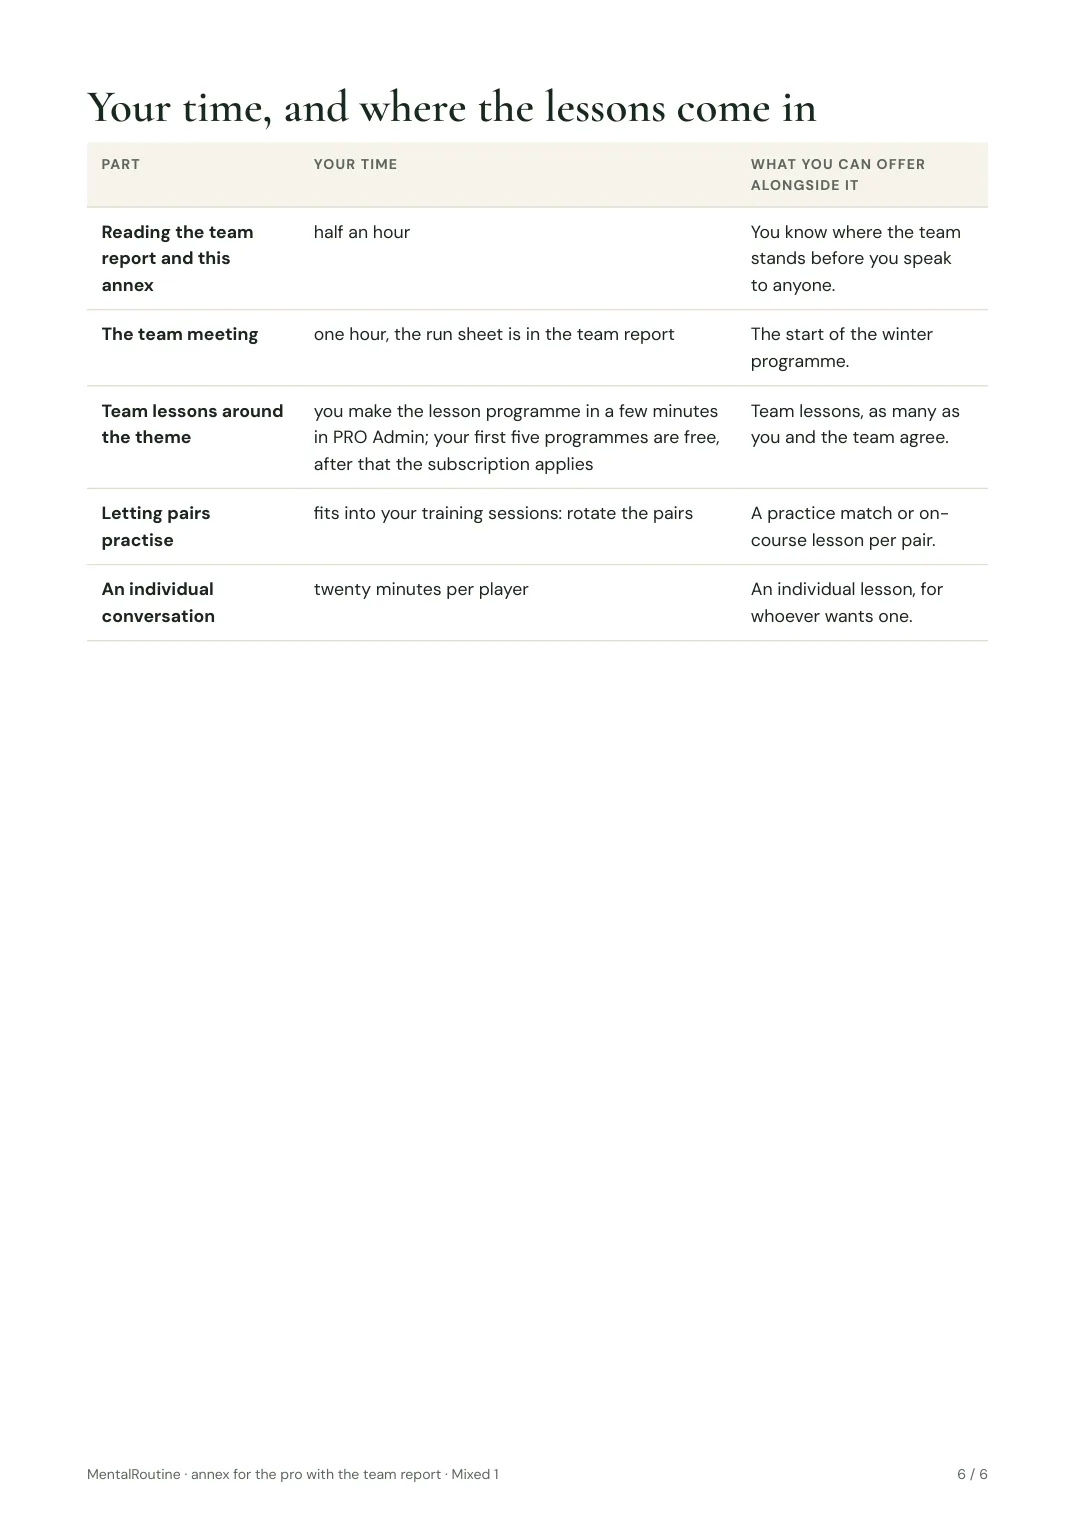 Your time, and where the lessons come in
PART
YOUR TIME
WHAT YOU CAN OFFER
ALONGSIDE IT
Reading the team
report and this
annex
half an hour
You know where the team
stands before you speak
to anyone.
The team meeting
one hour, the run sheet is in the team report
The start of the winter
programme.
Team lessons around
the theme
you make the lesson programme in a few minutes
in PRO Admin; your first five programmes are free,
after that the subscription applies
Team lessons, as many as
you and the team agree.
Letting pairs
practise
fits into your training sessions: rotate the pairs
A practice match or on-
course lesson per pair.
An individual
conversation
twenty minutes per player
An individual lesson, for
whoever wants one.
MentalRoutine · annex for the pro with the team report · Mixed 1
6 / 6